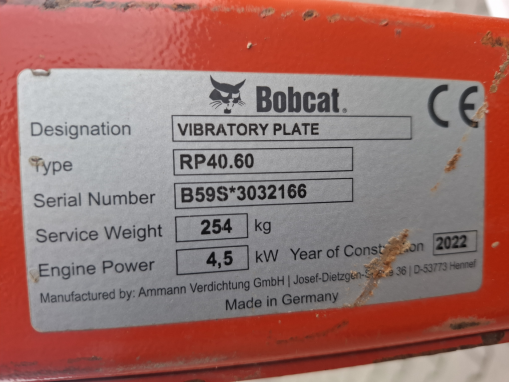 Bobcat.
CE
Designation VIBRATORY PLATE
Type RP40.60
Serial Number B59S*3032166
Service Weight 254 kg
Engine Power 4,5 kW Year of Construction 2022
Manufactured by: Ammann Verdichtung GmbH | Josef-Dietzgen-Straße 36 | D-53773 Hennef
Made in Germany